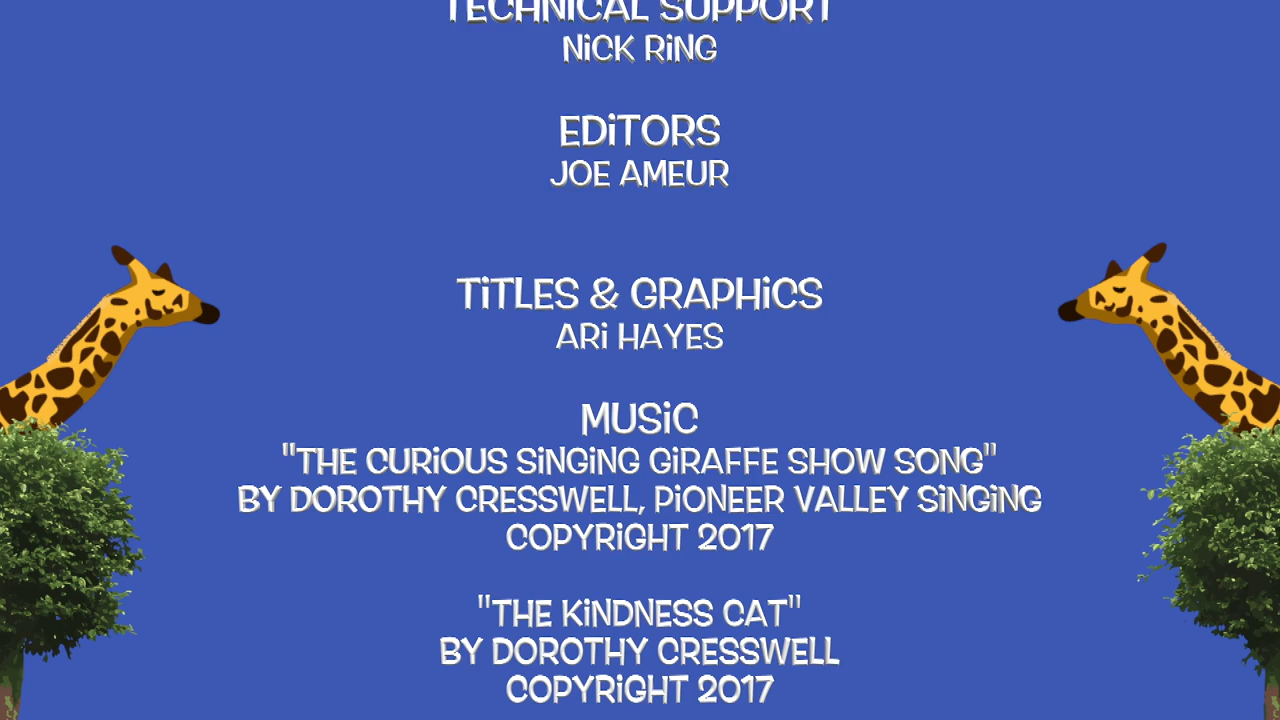 TECHNICAL SUPPORT
NiCK RiNG
EDiTORS
JOE AMEUR
TiTLES & GRAPHiCS
ARi HAYES
MUSiC
"THE CURiOUS SiNGiNG GiRAFFE SHOW SONG"
BY DOROTHY CRESSWELL, PiONEER VALLEY SiNGiNG
COPYRiGHT 2017
"THE KiNDNESS CAT"
BY DOROTHY CRESSWELL
COPYRiGHT 2017